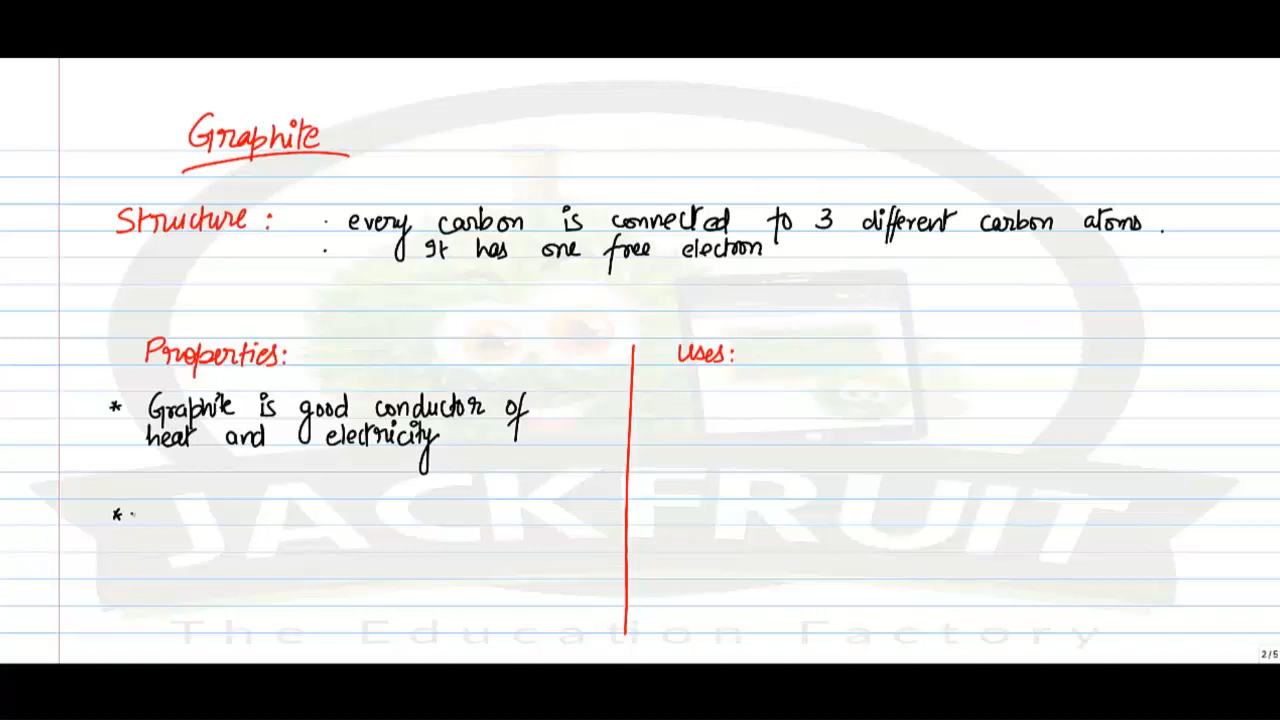 Graphite
Structure: . every carbon is connected to 3 different carbon atoms.
. It has one free electron
Properties:
* Graphite is good conductor of
heat and electricity
*
Uses:
JACKFRUIT
The Education Factory
2/5